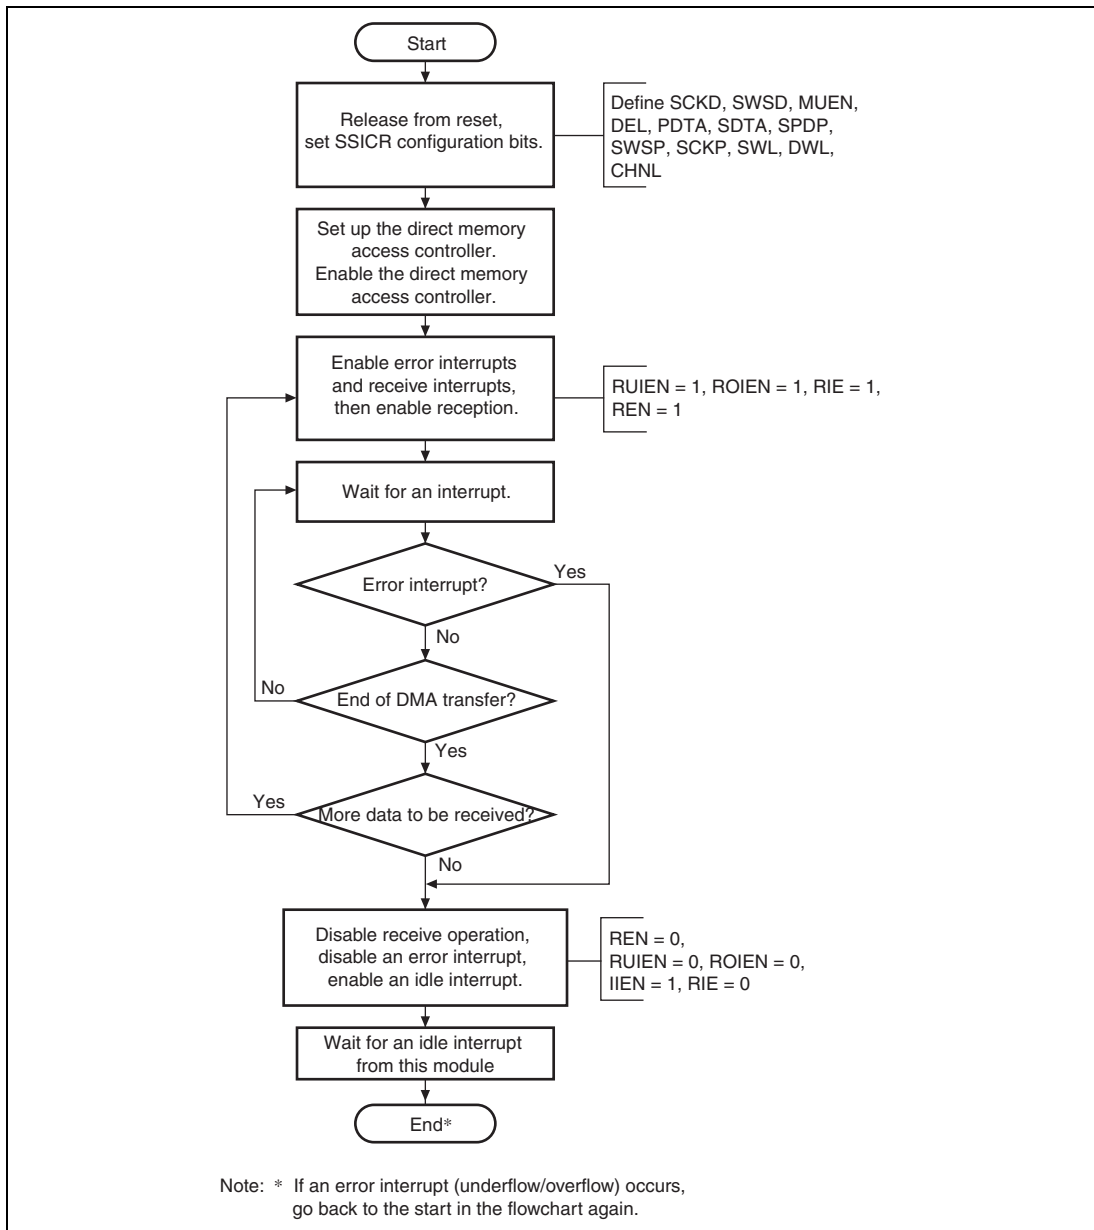 Start
Release from reset,
set SSICR configuration bits.
Define SCKD, SWSD, MUEN,
DEL, PDTA, SDTA, SPDP,
SWSP, SCKP, SWL, DWL,
CHNL
Set up the direct memory
access controller.
Enable the direct memory
access controller.
Enable error interrupts
and receive interrupts,
then enable reception.
RUIEN = 1, ROIEN = 1, RIE = 1,
REN = 1
Wait for an interrupt.
Error interrupt?
Yes
No
End of DMA transfer?
No
Yes
More data to be received?
Yes
No
Disable receive operation,
disable an error interrupt,
enable an idle interrupt.
REN = 0,
RUIEN = 0, ROIEN = 0,
IIEN = 1, RIE = 0
Wait for an idle interrupt
from this module
End*
Note: * If an error interrupt (underflow/overflow) occurs,
go back to the start in the flowchart again.